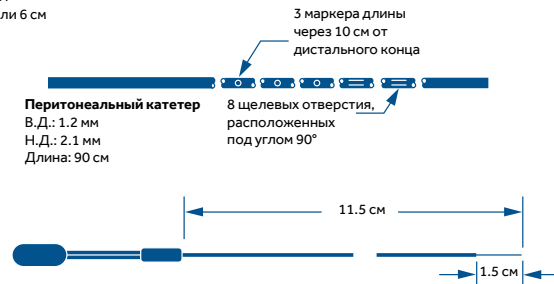 ли 6 см
3 маркера длины
через 10 см от
дистального конца
Перитонеальный катетер
В.Д.: 1.2 мм
Н.Д.: 2.1 мм
Длина: 90 см
8 щелевых отверстия,
расположенных
под углом 90°
11.5 см
1.5 см